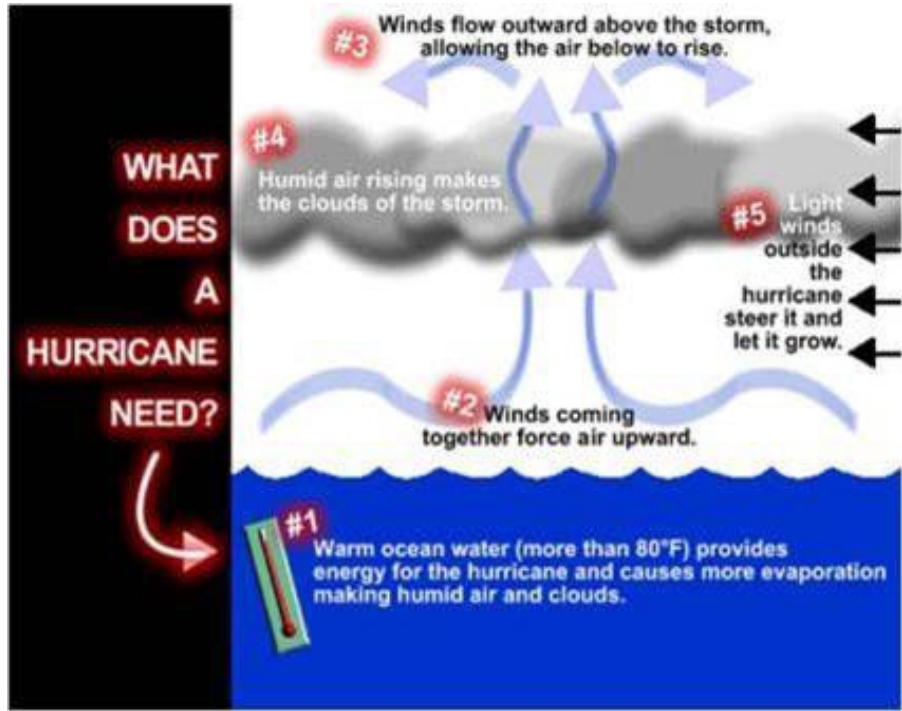 WHAT
DOES
A
HURRICANE
NEED?
#1
Warm ocean water (more than 80°F) provides
energy for the hurricane and causes more evaporation
making humid air and clouds.
#2
Winds coming
together force air upward.
#3
Winds flow outward above the storm,
allowing the air below to rise.
#4
Humid air rising makes
the clouds of the storm.
#5
Light
winds
outside
the
hurricane
steer it and
let it grow.